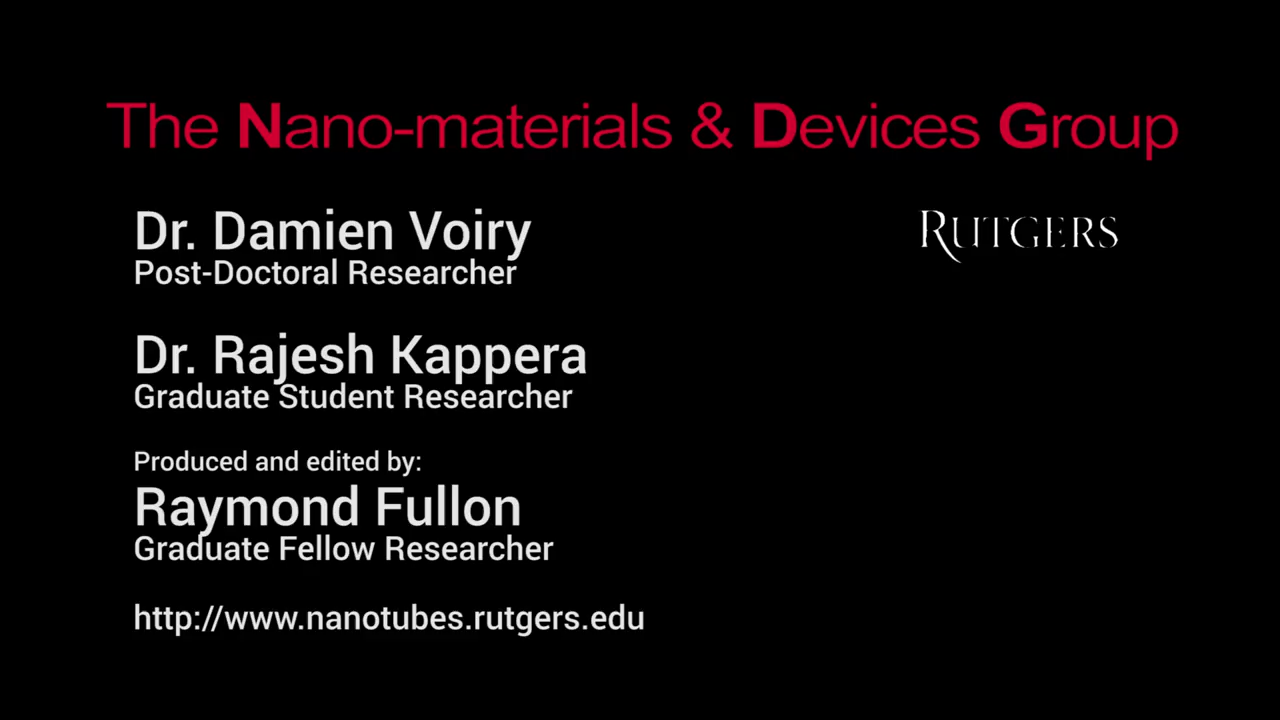 The Nano-materials & Devices Group
Dr. Damien Voiry
Post-Doctoral Researcher
RUTGERS
Dr. Rajesh Kappera
Graduate Student Researcher
Produced and edited by:
Raymond Fullon
Graduate Fellow Researcher
http://www.nanotubes.rutgers.edu